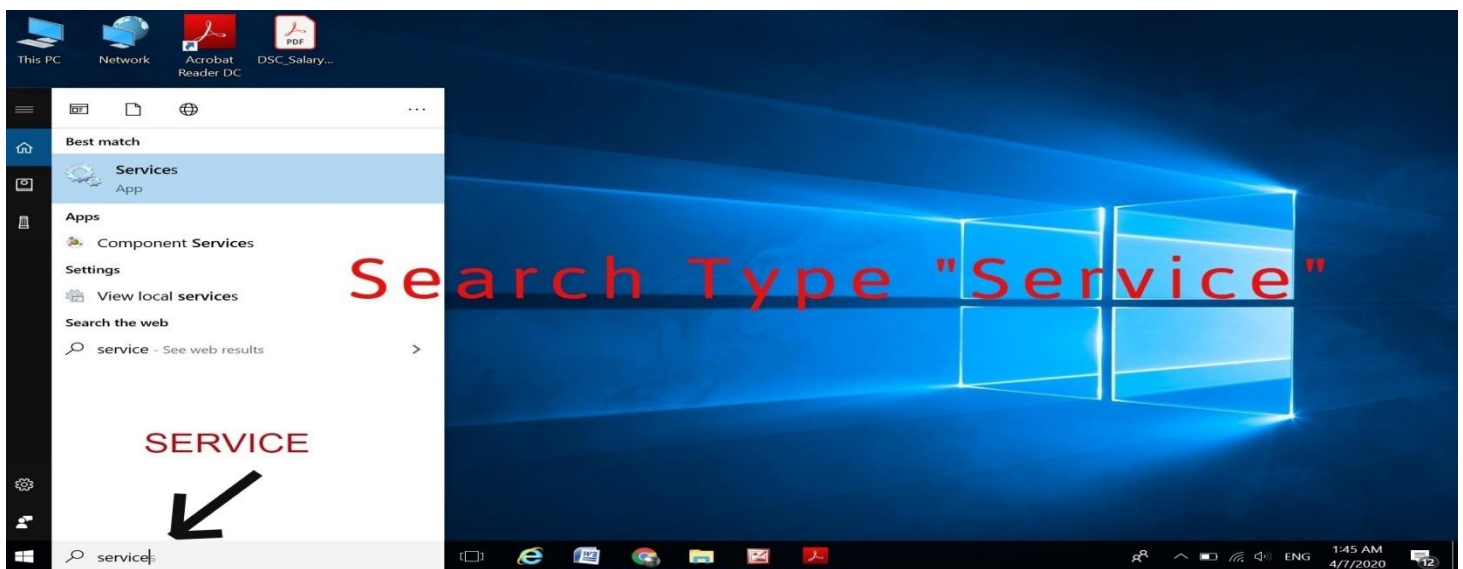 This PC
Network
Acrobat
Reader DC
PDF
DSC_Salary...
Best match
Services
App
Apps
Component Services
Settings
View local services
Search the web
service - See web results
Search Type "Service"
SERVICE
services
ENG
1:45 AM
4/7/2020
12